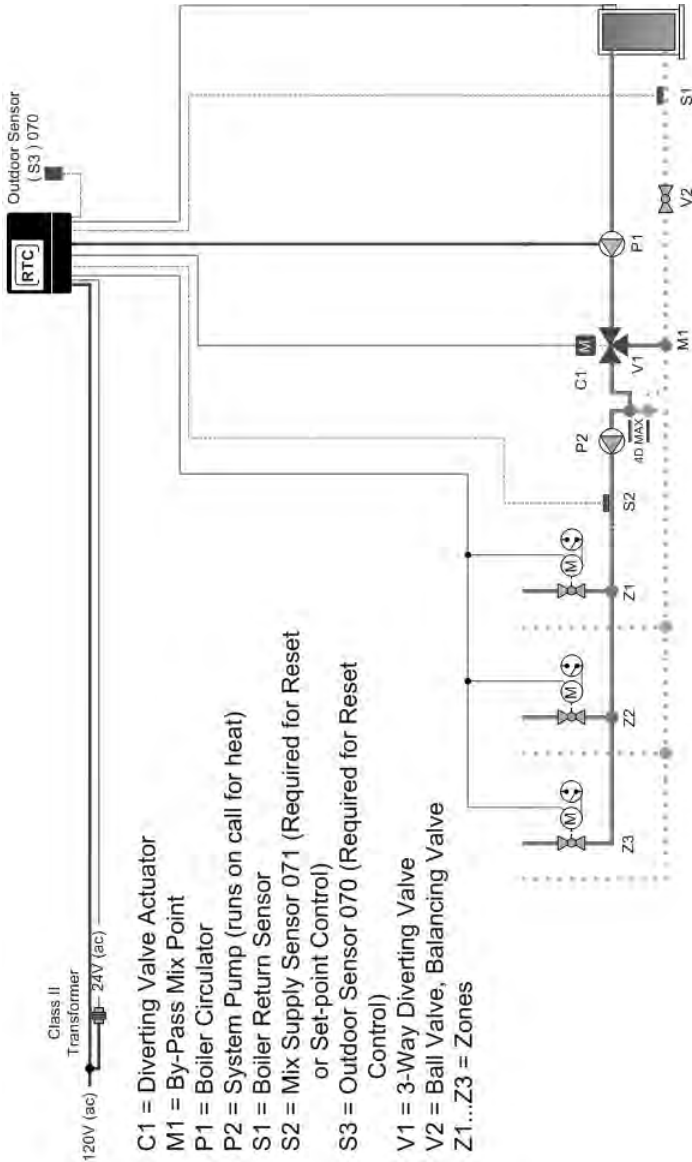 Outdoor Sensor
( S3 ) 070
RTC
Class II
Transformer
120V (ac)
24V (ac)
C1 = Diverting Valve Actuator
M1 = By-Pass Mix Point
P1 = Boiler Circulator
P2 = System Pump (runs on call for heat)
S1 = Boiler Return Sensor
S2 = Mix Supply Sensor 071 (Required for Reset
or Set-point Control)
S3 = Outdoor Sensor 070 (Required for Reset
Control)
V1 = 3-Way Diverting Valve
V2 = Ball Valve, Balancing Valve
Z1...Z3 = Zones
M
M
M
M
C1
V1
P1
P2
4D MAX
S2
Z1
Z2
Z3
M1
V2
S1